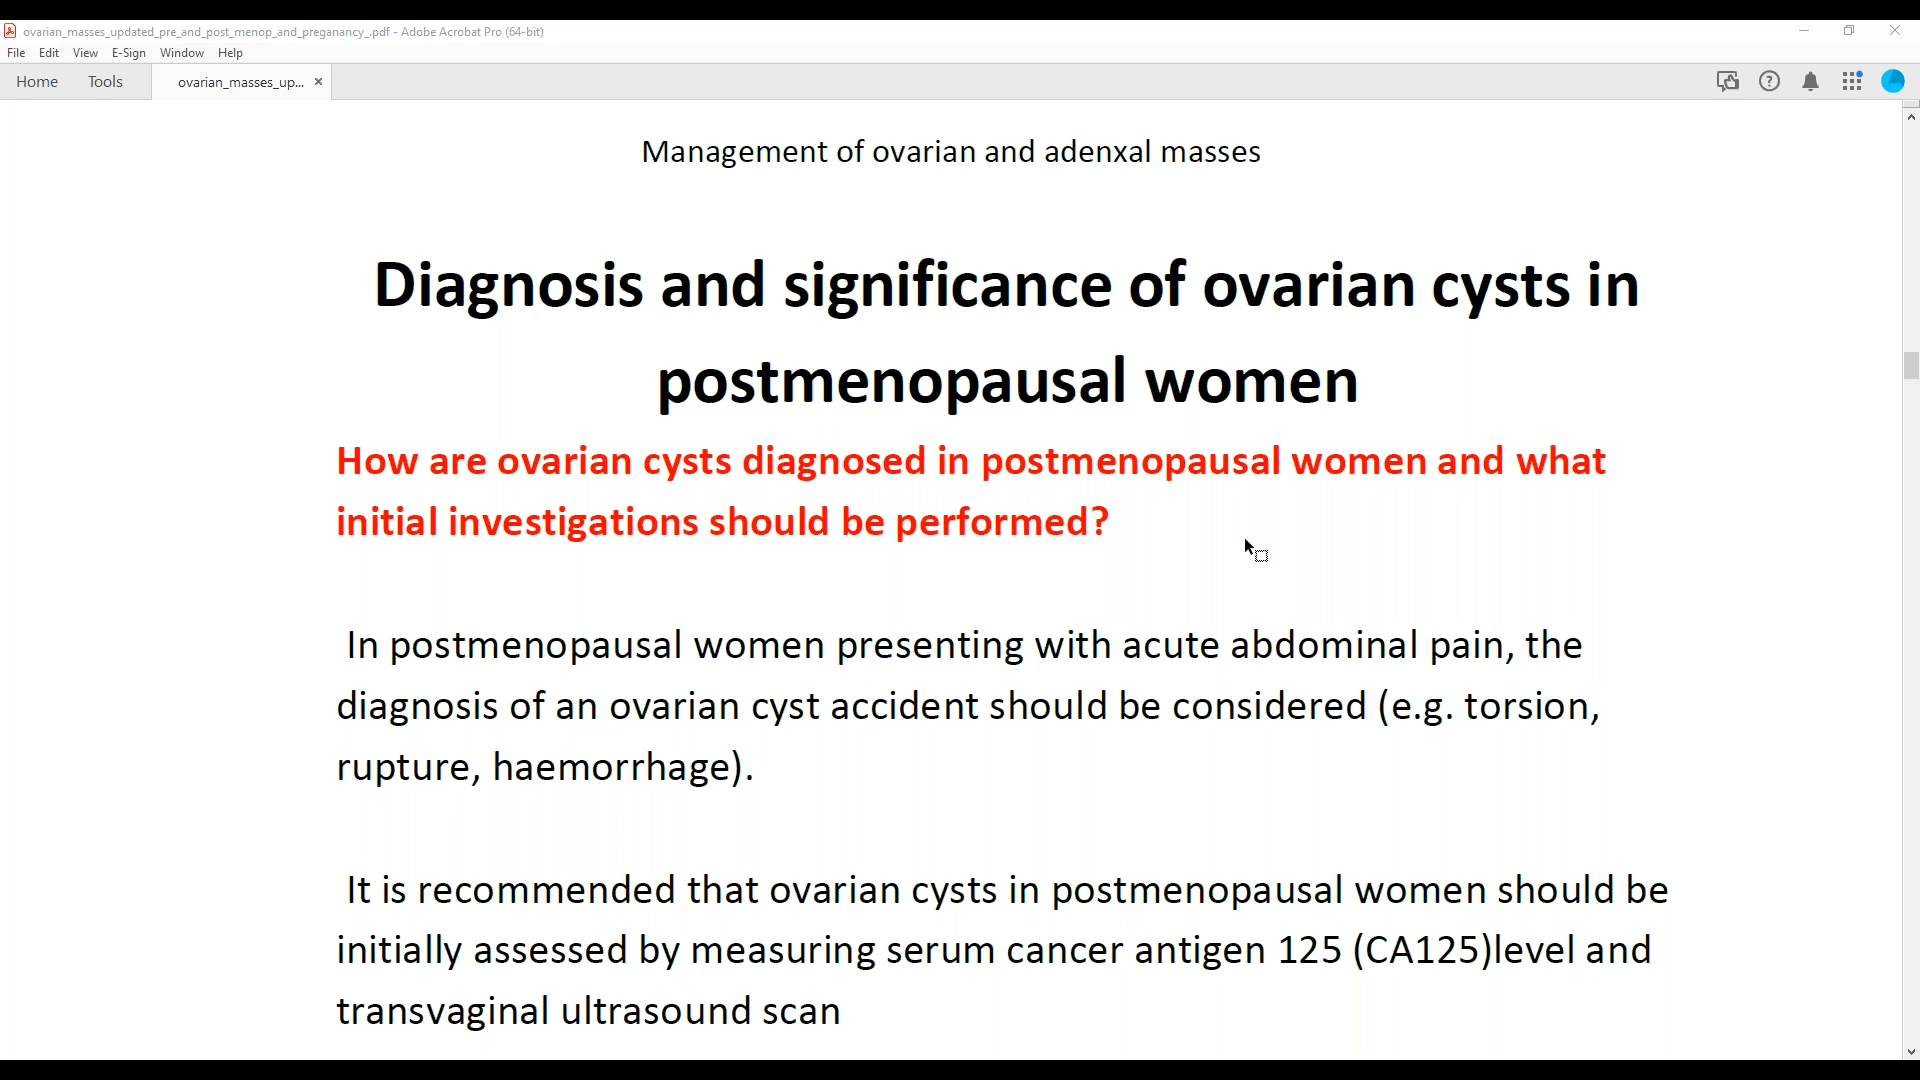 ovarian_masses_updated_pre_and_post_menop_and_preganancy_.pdf - Adobe Acrobat Pro (64-bit)
File Edit View E-Sign Window Help
Home Tools ovarian_masses_up... ×
Management of ovarian and adenxal masses
Diagnosis and significance of ovarian cysts in
postmenopausal women
How are ovarian cysts diagnosed in postmenopausal women and what
initial investigations should be performed?
In postmenopausal women presenting with acute abdominal pain, the
diagnosis of an ovarian cyst accident should be considered (e.g. torsion,
rupture, haemorrhage).
It is recommended that ovarian cysts in postmenopausal women should be
initially assessed by measuring serum cancer antigen 125 (CA125)level and
transvaginal ultrasound scan